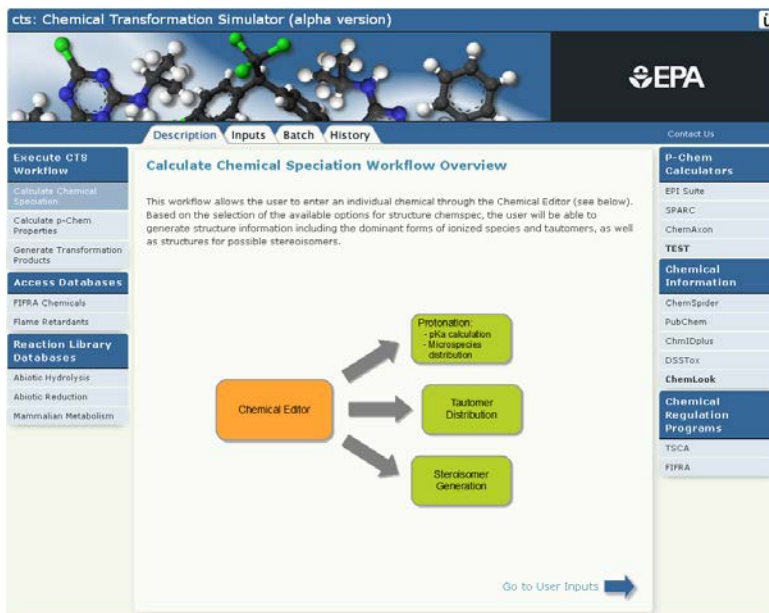 cts: Chemical Transformation Simulator (alpha version)
EPA
Description
Inputs
Batch
History
Contact Us
Execute CTS
Workflow
Calculate Chemical
Speciation
Calculate p-Chem
Properties
Generate Transformation
Products
Access Databases
FIFRA Chemicals
Flame Retardants
Reaction Library
Databases
Abiotic Hydrolysis
Abiotic Reduction
Mammalian Metabolism
Calculate Chemical Speciation Workflow Overview
This workflow allows the user to enter an individual chemical through the Chemical Editor (see below).
Based on the selection of the available options for structure chemspec, the user will be able to
generate structure information including the dominant forms of ionized species and tautomers, as well
as structures for possible stereoisomers.
Chemical Editor
Protonation:
- pKa calculation
- Microspecies
distribution
Tautomer
Distribution
Steroisomer
Generation
Go to User Inputs
P-Chem
Calculators
EPI Suite
SPARC
ChemAxon
TEST
Chemical
Information
ChemSpider
PubChem
ChmIDplus
DSSTox
ChemLook
Chemical
Regulation
Programs
TSCA
FIFRA